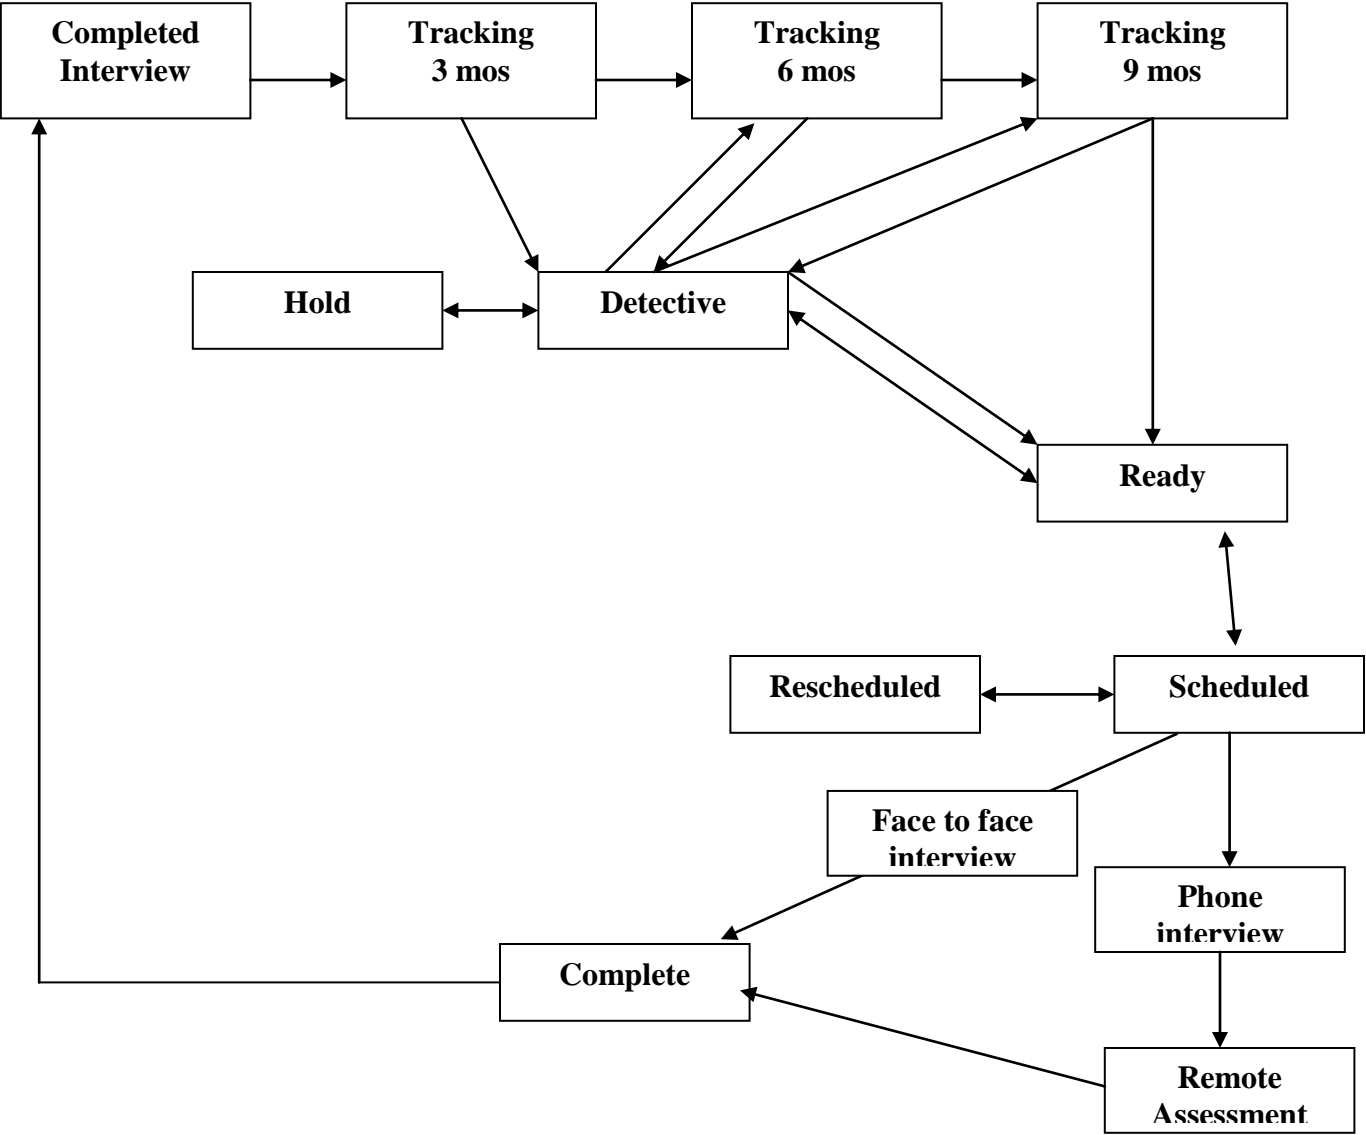 Completed
Interview
Tracking
3 mos
Tracking
6 mos
Tracking
9 mos
Hold
Detective
Ready
Rescheduled
Scheduled
Face to face
interview
Phone
interview
Complete
Remote
Assessment